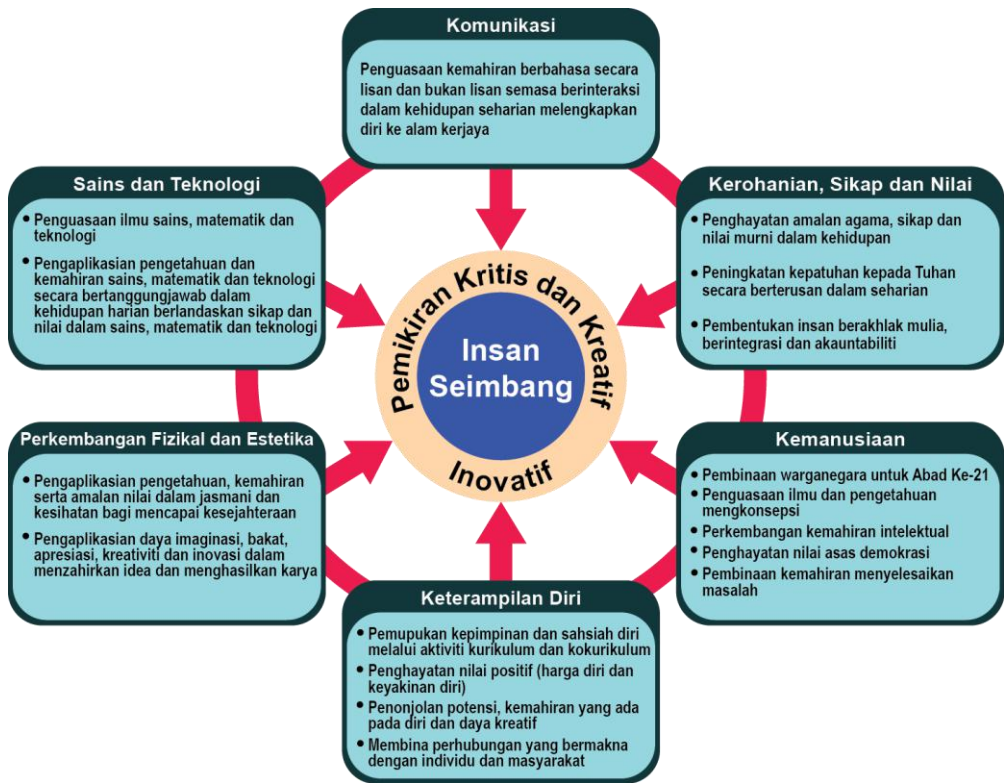 Komunikasi
Penguasaan kemahiran berbahasa secara
lisan dan bukan lisan semasa berinteraksi
dalam kehidupan seharian melengkapkan
diri ke alam kerjaya
Sains dan Teknologi
• Penguasaan ilmu sains, matematik dan
teknologi
• Pengaplikasian pengetahuan dan
kemahiran sains, matematik dan teknologi
secara bertanggungjawab dalam
kehidupan harian berlandaskan sikap dan
nilai dalam sains, matematik dan teknologi
Kerohanian, Sikap dan Nilai
• Penghayatan amalan agama, sikap dan
nilai murni dalam kehidupan
• Peningkatan kepatuhan kepada Tuhan
secara berterusan dalam seharian
• Pembentukan insan berakhlak mulia,
berintegrasi dan akauntabiliti
Pemikiran Kritis dan Kreatif
Insan
Seimbang
Inovatif
Perkembangan Fizikal dan Estetika
• Pengaplikasian pengetahuan, kemahiran
serta amalan nilai dalam jasmani dan
kesihatan bagi mencapai kesejahteraan
• Pengaplikasian daya imaginasi, bakat,
apresiasi, kreativiti dan inovasi dalam
menzahirkan idea dan menghasilkan karya
Kemanusiaan
• Pembinaan warganegara untuk Abad Ke-21
• Penguasaan ilmu dan pengetahuan
mengkonsepsi
• Perkembangan kemahiran intelektual
• Penghayatan nilai asas demokrasi
• Pembinaan kemahiran menyelesaikan
masalah
Keterampilan Diri
• Pemupukan kepimpinan dan sahsiah diri
melalui aktiviti kurikulum dan kokurikulum
• Penghayatan nilai positif (harga diri dan
keyakinan diri)
• Penonjolan potensi, kemahiran yang ada
pada diri dan daya kreatif
• Membina perhubungan yang bermakna
dengan individu dan masyarakat